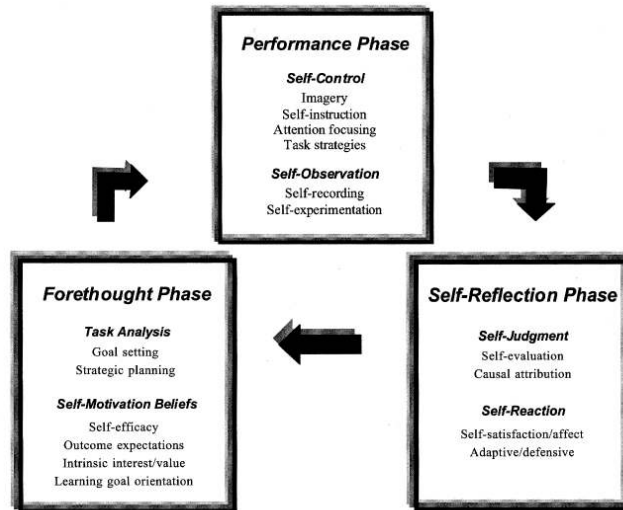 Performance Phase
Self-Control
Imagery
Self-instruction
Attention focusing
Task strategies
Self-Observation
Self-recording
Self-experimentation
Forethought Phase
Task Analysis
Goal setting
Strategic planning
Self-Motivation Beliefs
Self-efficacy
Outcome expectations
Intrinsic interest/value
Learning goal orientation
Self-Reflection Phase
Self-Judgment
Self-evaluation
Causal attribution
Self-Reaction
Self-satisfaction/affect
Adaptive/defensive